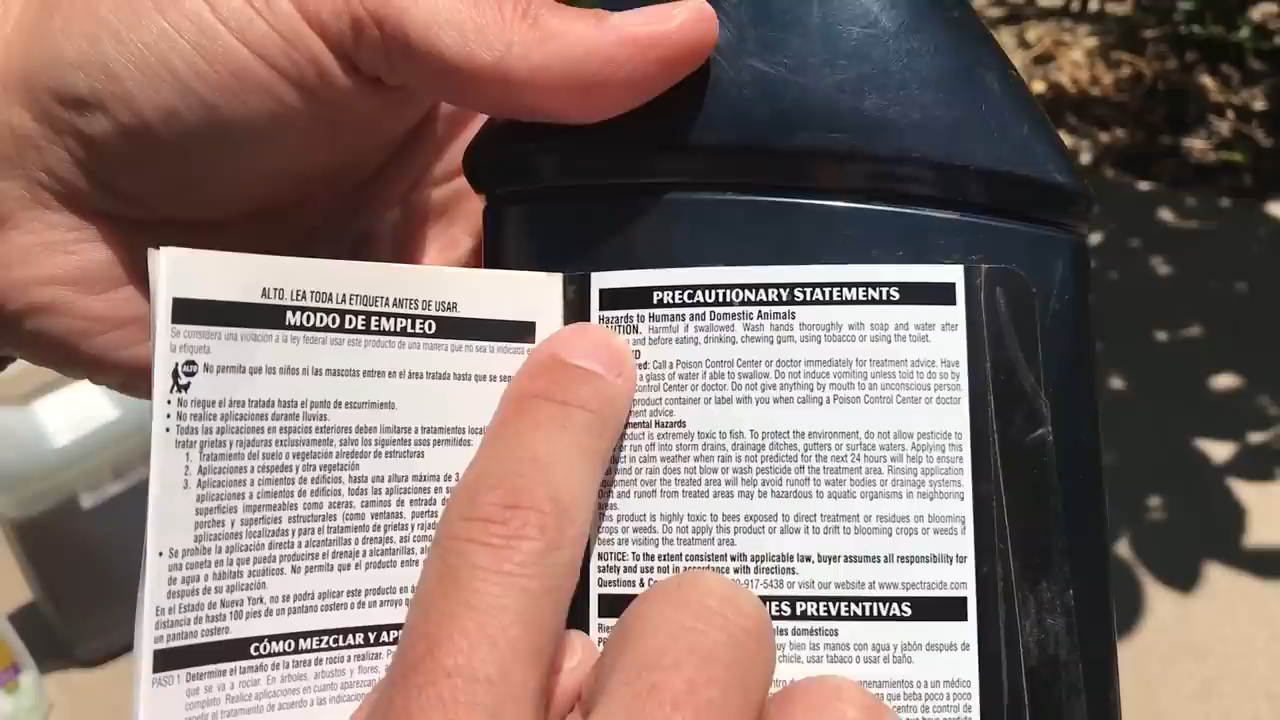 ALTO. LEA TODA LA ETIQUETA ANTES DE USAR.
MODO DE EMPLEO
Se considera una violación a la ley federal usar este producto de una manera que no sea la indicada
la etiqueta.
ALTO
No permita que los niños ni las mascotas entren en el área tratada hasta que se
• No riegue el área tratada hasta el punto de escurrimiento.
• No realice aplicaciones durante lluvias.
• Todas las aplicaciones en espacios exteriores deben limitarse a tratamientos
tratar grietas y rajaduras exclusivamente, salvo los siguientes usos permitidos:
1. Tratamiento del suelo o vegetación alrededor de estructuras
2. Aplicaciones a céspedes y otra vegetación
3. Aplicaciones a cimientos de edificios, hasta una altura máxima de 3
aplicaciones a cimientos de edificios, todas las aplicaciones en
superficies impermeables como aceras, caminos de entrada
porches y superficies estructurales (como ventanas, puertas
aplicaciones localizadas y para el tratamiento de grietas y
• Se prohíbe la aplicación directa a alcantarillas o drenajes, así como
una cuneta en la que pueda producirse el drenaje a alcantarillas,
de agua o hábitats acuáticos. No permita que el producto entre
después de su aplicación.
En el Estado de Nueva York, no se podrá aplicar este producto en
distancia de hasta 100 pies de un pantano costero o de un arroyo
un pantano costero.
CÓMO MEZCLAR Y
PASO 1 Determine el tamaño de la tarea de rocío a realizar.
que se va a rociar. En árboles, arbustos y flores,
completo. Realice aplicaciones en cuanto aparezcan
repetir el tratamiento de acuerdo a las
PRECAUTIONARY STATEMENTS
Hazards to Humans and Domestic Animals
Harmful if swallowed. Wash hands thoroughly with soap and water after
and before eating, drinking, chewing gum, using tobacco or using the toilet.
Call a Poison Control Center or doctor immediately for treatment advice. Have
a glass of water if able to swallow. Do not induce vomiting unless told to do so by
Control Center or doctor. Do not give anything by mouth to an unconscious person.
product container or label with you when calling a Poison Control Center or doctor
advice.
Hazards
is extremely toxic to fish. To protect the environment, do not allow pesticide to
or run off into storm drains, drainage ditches, gutters or surface waters. Applying this
in calm weather when rain is not predicted for the next 24 hours will help to ensure
wind or rain does not blow or wash pesticide off the treatment area. Rinsing application
over the treated area will help avoid runoff to water bodies or drainage systems.
Drift and runoff from treated areas may be hazardous to aquatic organisms in neighboring
areas.
This product is highly toxic to bees exposed to direct treatment or residues on blooming
crops or weeds. Do not apply this product or allow it to drift to blooming crops or weeds if
bees are visiting the treatment area.
NOTICE: To the extent consistent with applicable law, buyer assumes all responsibility for
safety and use not in accordance with directions.
Questions & 917-5438 or visit our website at www.spectracide.com
PREVENTIVAS
domésticos
muy bien las manos con agua y jabón después de
chicle, usar tabaco o usar el baño.
o a un médico
que beba poco a poco
centro de control de